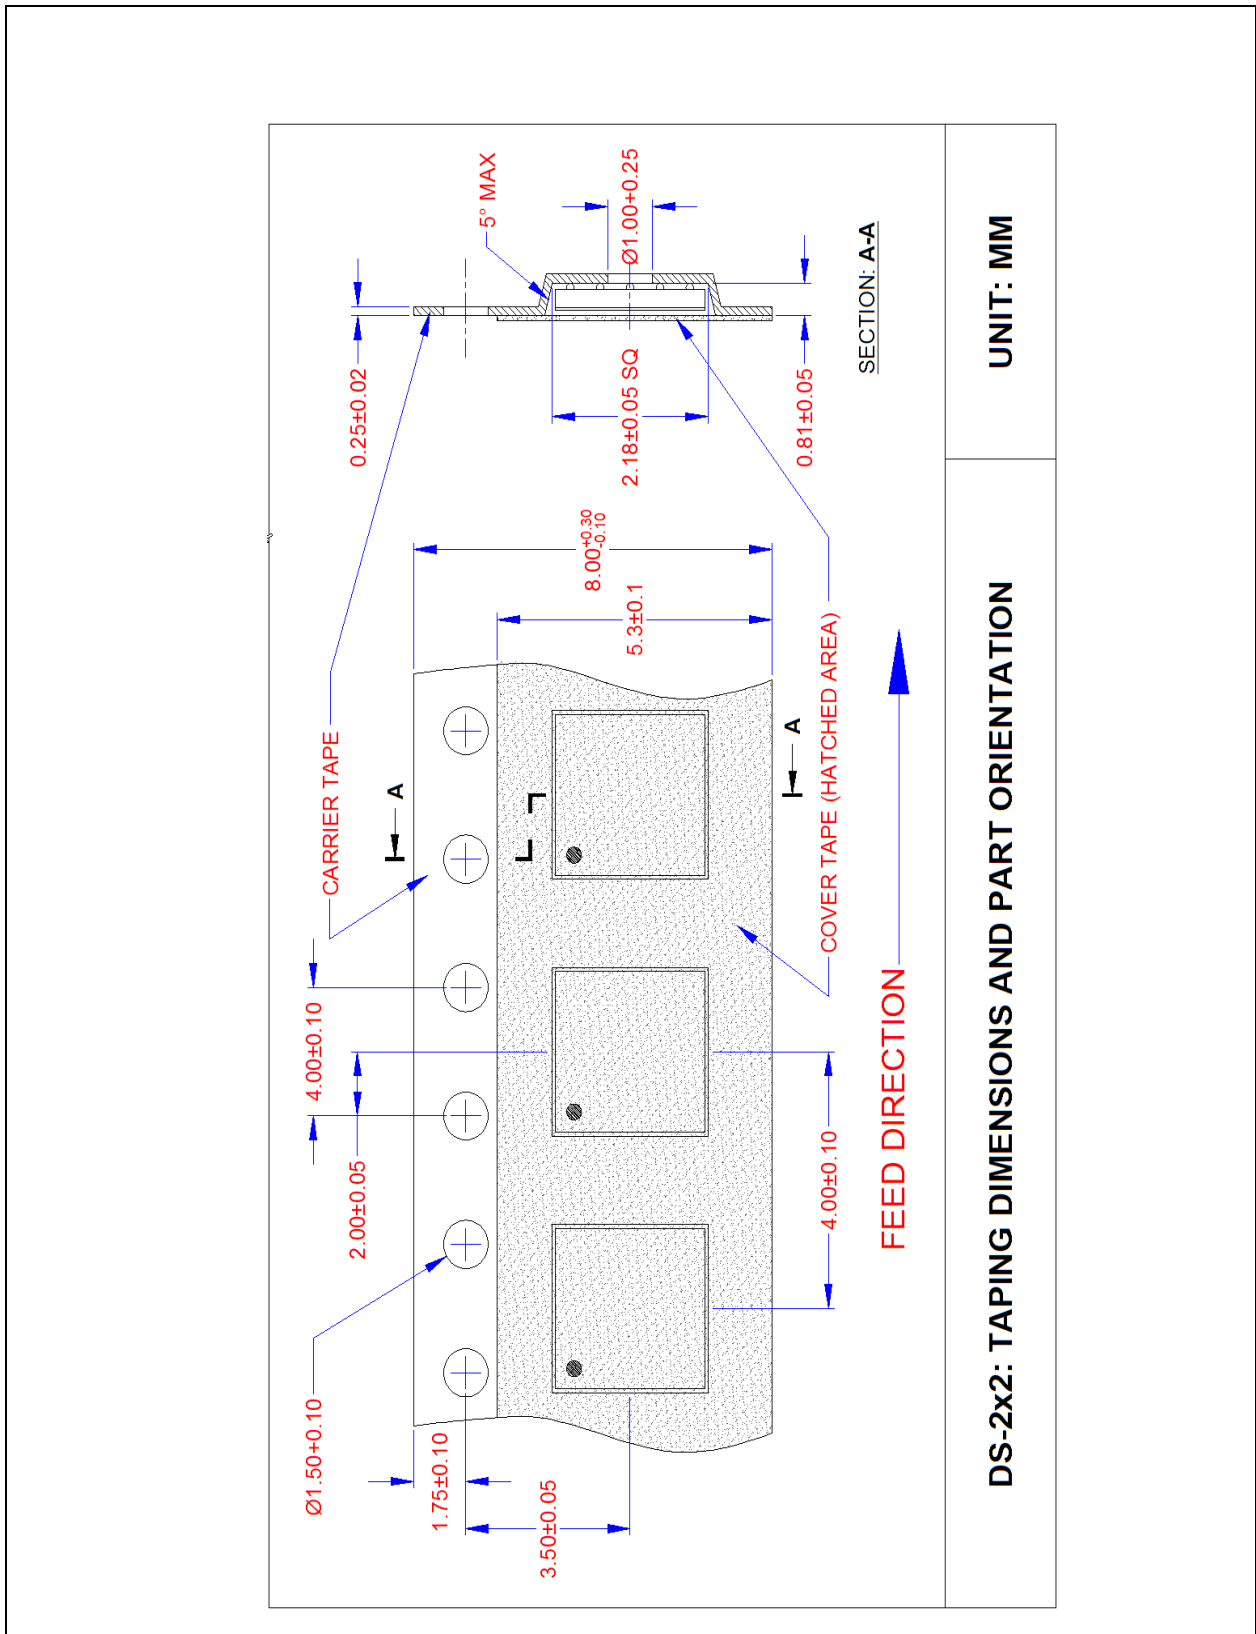 CARRIER TAPE
0.25±0.02
5° MAX
Ø1.00+0.25
2.18±0.05 SQ
0.81±0.05
SECTION: A-A
Ø1.50+0.10
4.00±0.10
2.00±0.05
1.75±0.10
3.50±0.05
A
A
8.00+0.30
-0.10
5.3±0.1
4.00±0.10
COVER TAPE (HATCHED AREA)
FEED DIRECTION
DS-2x2: TAPING DIMENSIONS AND PART ORIENTATION
UNIT: MM